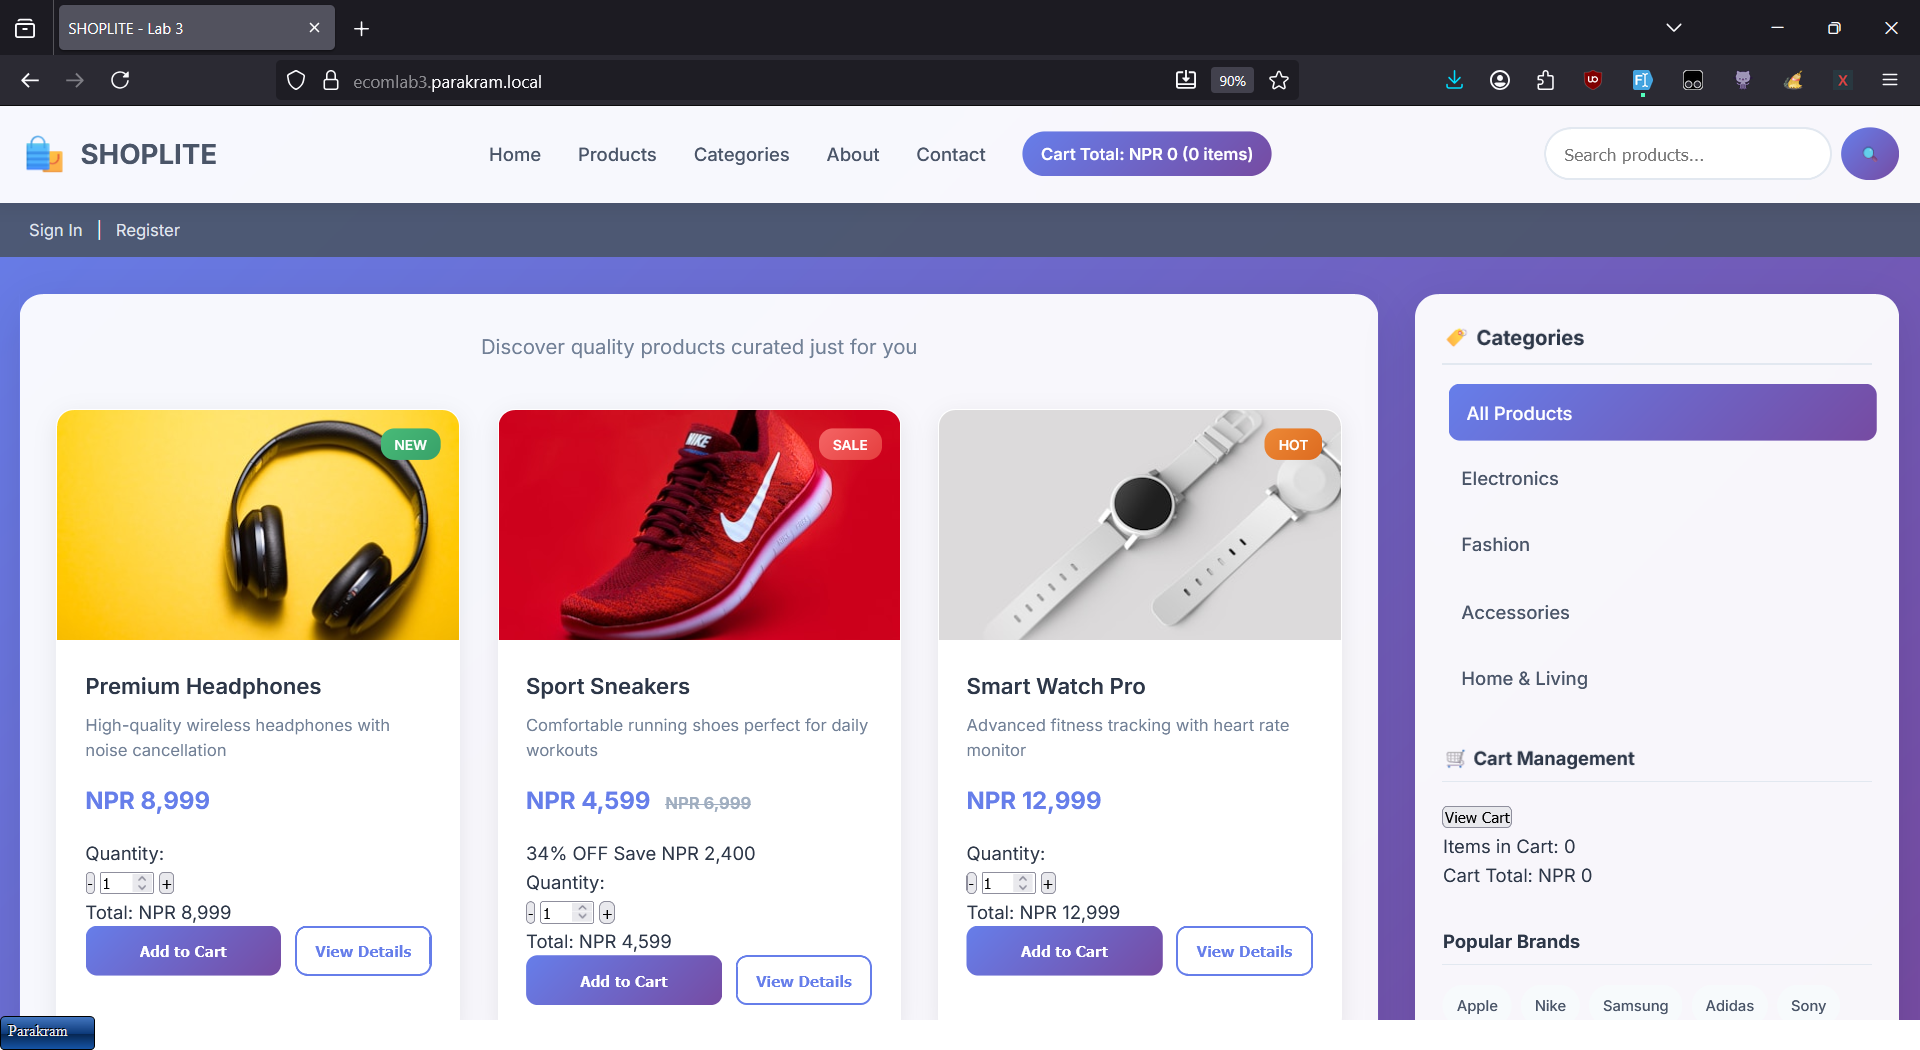 SHOPLITE - Lab 3
ecomlab3.parakram.local
90%
SHOPLITE
Home
Products
Categories
About
Contact
Cart Total: NPR 0 (0 items)
Search products...
Sign In | Register
Discover quality products curated just for you
NEW
Premium Headphones
High-quality wireless headphones with
noise cancellation
NPR 8,999
Quantity:
- 1 +
Total: NPR 8,999
Add to Cart
View Details
NIKE
SALE
Sport Sneakers
Comfortable running shoes perfect for daily
workouts
NPR 4,599 NPR 6,999
34% OFF Save NPR 2,400
Quantity:
- 1 +
Total: NPR 4,599
Add to Cart
View Details
HOT
Smart Watch Pro
Advanced fitness tracking with heart rate
monitor
NPR 12,999
Quantity:
- 1 +
Total: NPR 12,999
Add to Cart
View Details
Categories
All Products
Electronics
Fashion
Accessories
Home & Living
Cart Management
View Cart
Items in Cart: 0
Cart Total: NPR 0
Popular Brands
Apple
Nike
Samsung
Adidas
Sony
Parakram